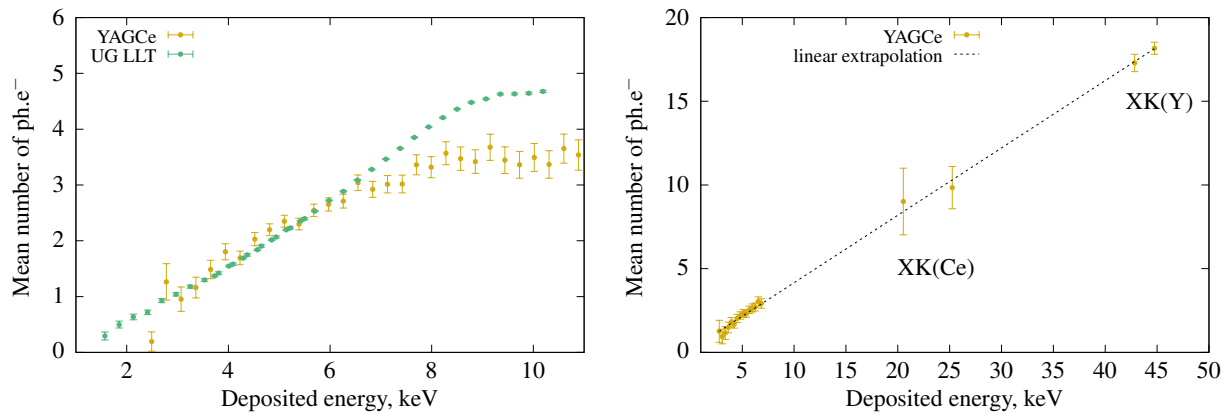 6
5
4
3
2
1
0
Mean number of ph.e⁻
2 4 6 8 10
Deposited energy, keV
YAGCe
UG LLT
20
15
10
5
0
Mean number of ph.e⁻
5 10 15 20 25 30 35 40 45 50
Deposited energy, keV
YAGCe
linear extrapolation
XK(Y)
XK(Ce)